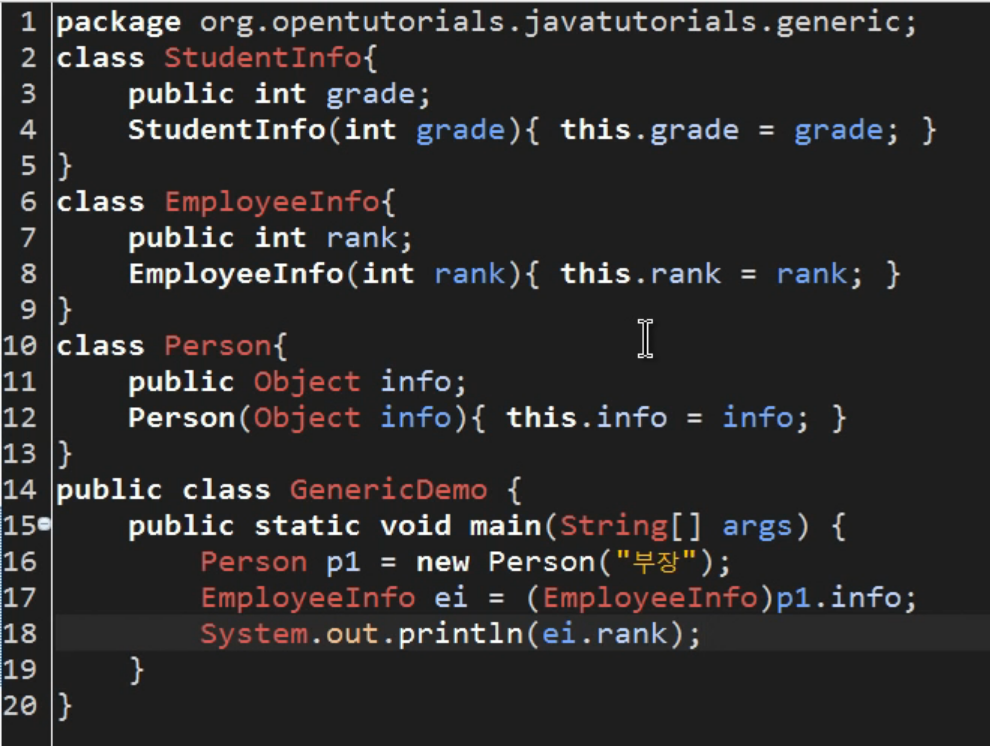 1 package org.opentutorials.javatutorials.generic;
2 class StudentInfo{
3     public int grade;
4     StudentInfo(int grade){ this.grade = grade; }
5 }
6 class EmployeeInfo{
7     public int rank;
8     EmployeeInfo(int rank){ this.rank = rank; }
9 }
10 class Person{
11     public Object info;
12     Person(Object info){ this.info = info; }
13 }
14 public class GenericDemo {
15     public static void main(String[] args) {
16         Person p1 = new Person("부장");
17         EmployeeInfo ei = (EmployeeInfo)p1.info;
18         System.out.println(ei.rank);
19     }
20 }